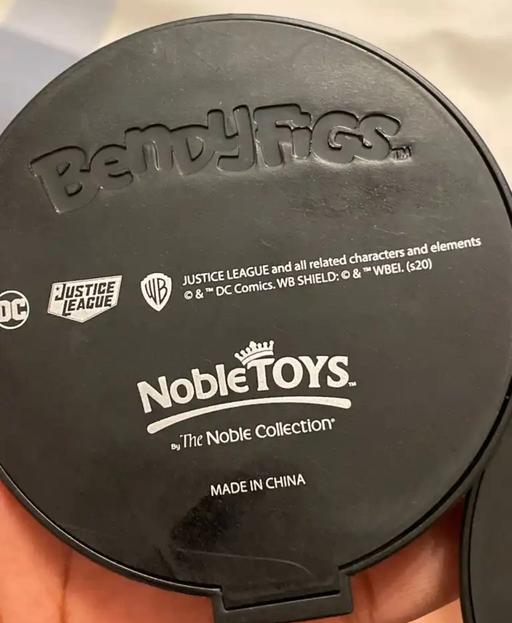 BendyFigs™
DC
JUSTICE LEAGUE
WB
JUSTICE LEAGUE and all related characters and elements
© & ™ DC Comics. WB SHIELD: © & ™ WBEI. (s20)
NobleTOYS™
By The Noble Collection®
MADE IN CHINA